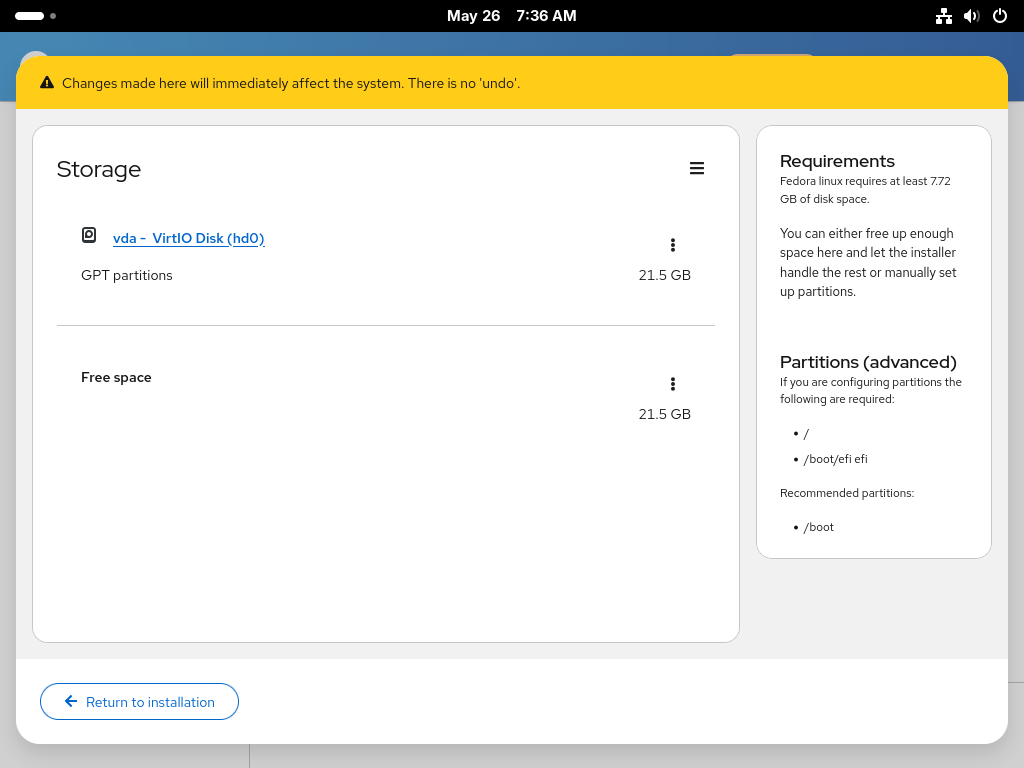 May 26 7:36 AM
Changes made here will immediately affect the system. There is no 'undo'.
Storage
vda - VirtIO Disk (hd0)
GPT partitions
21.5 GB
Free space
21.5 GB
Requirements
Fedora linux requires at least 7.72
GB of disk space.
You can either free up enough
space here and let the installer
handle the rest or manually set
up partitions.
Partitions (advanced)
If you are configuring partitions the
following are required:
• /
• /boot/efi efi
Recommended partitions:
• /boot
Return to installation